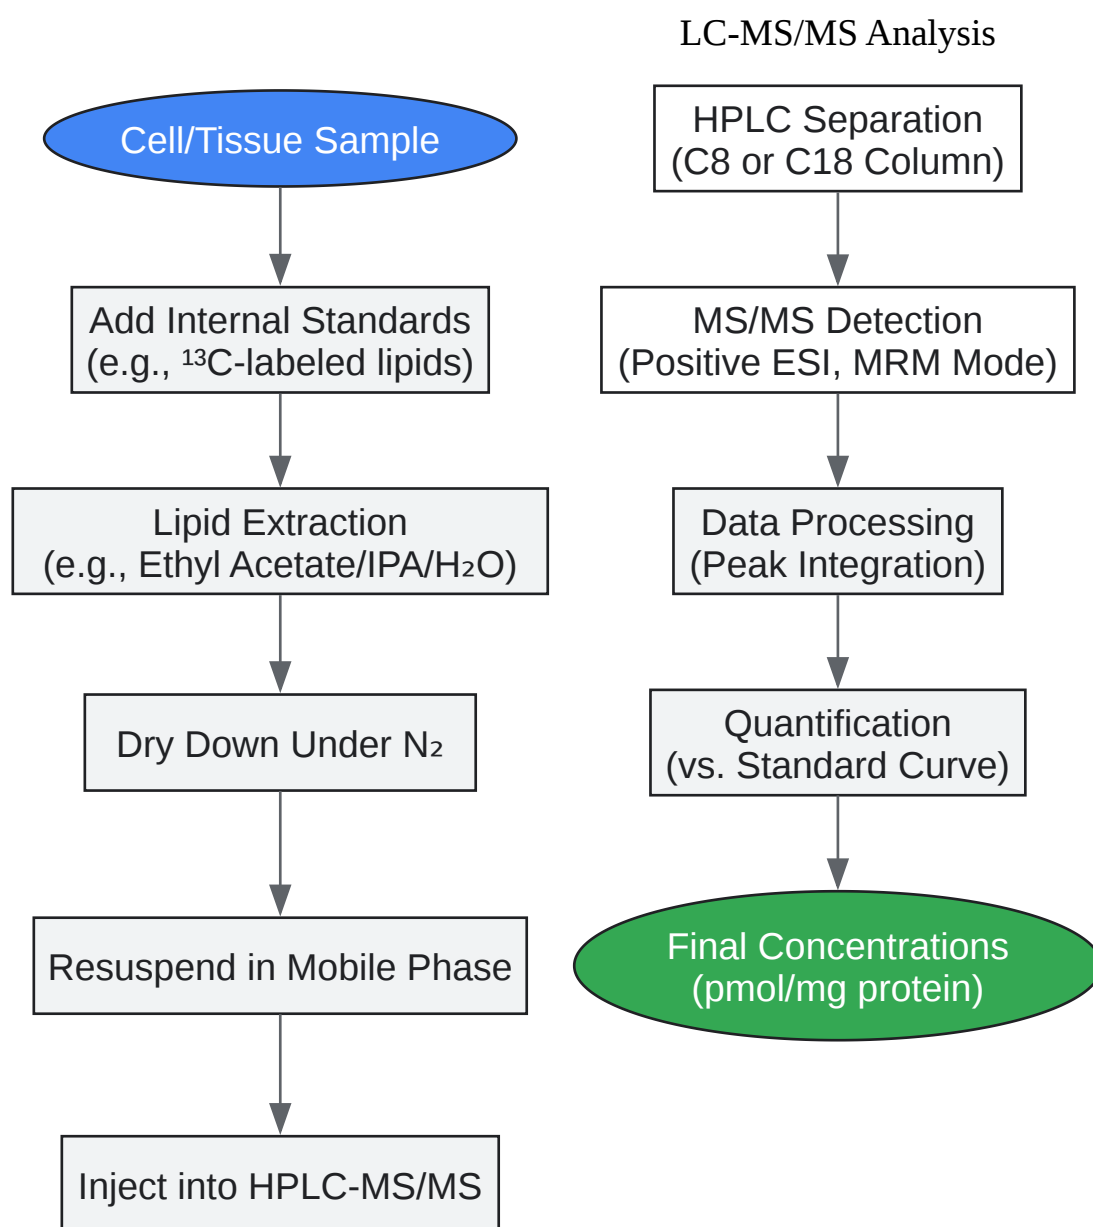 Cell/Tissue Sample
Add Internal Standards
(e.g., ¹³C-labeled lipids)
Lipid Extraction
(e.g., Ethyl Acetate/IPA/H₂O)
Dry Down Under N₂
Resuspend in Mobile Phase
Inject into HPLC-MS/MS
LC-MS/MS Analysis
HPLC Separation
(C8 or C18 Column)
MS/MS Detection
(Positive ESI, MRM Mode)
Data Processing
(Peak Integration)
Quantification
(vs. Standard Curve)
Final Concentrations
(pmol/mg protein)